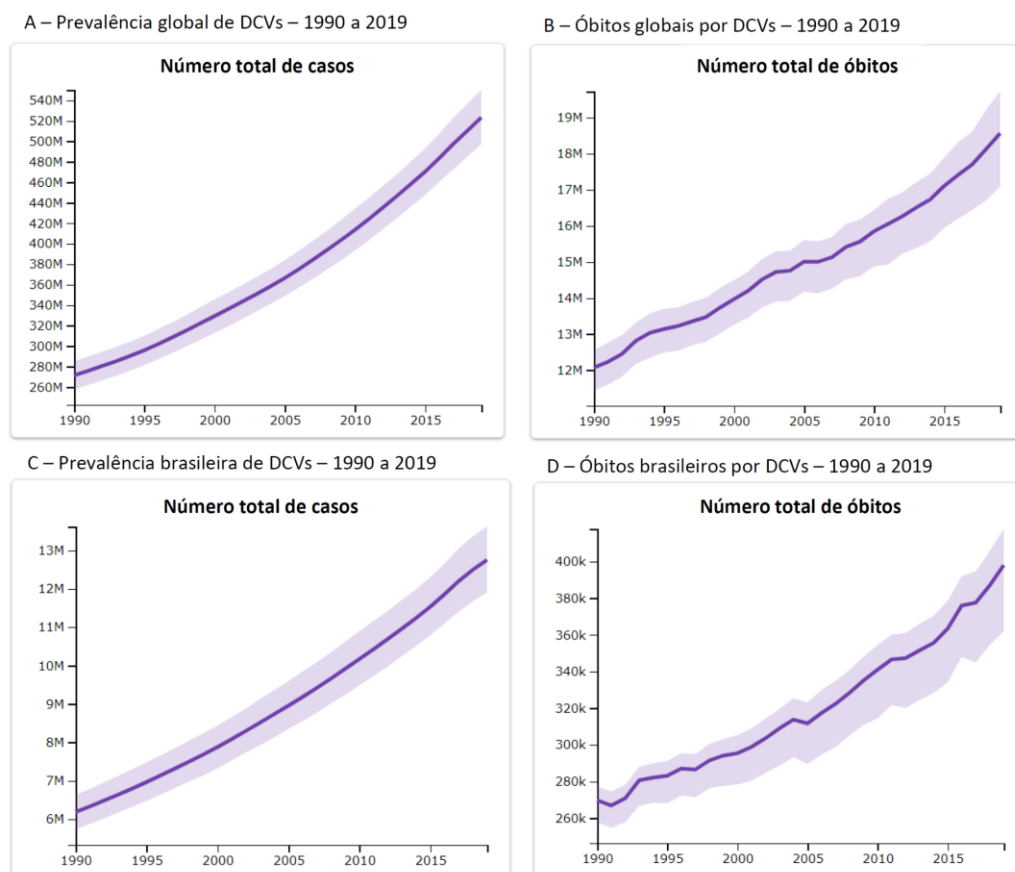 A – Prevalência global de DCVs – 1990 a 2019
Número total de casos
540M
520M
500M
480M
460M
440M
420M
400M
380M
360M
340M
320M
300M
280M
260M
1990 1995 2000 2005 2010 2015
B – Óbitos globais por DCVs – 1990 a 2019
Número total de óbitos
19M
18M
17M
16M
15M
14M
13M
12M
1990 1995 2000 2005 2010 2015
C – Prevalência brasileira de DCVs – 1990 a 2019
Número total de casos
13M
12M
11M
10M
9M
8M
7M
6M
1990 1995 2000 2005 2010 2015
D – Óbitos brasileiros por DCVs – 1990 a 2019
Número total de óbitos
400k
380k
360k
340k
320k
300k
280k
260k
1990 1995 2000 2005 2010 2015